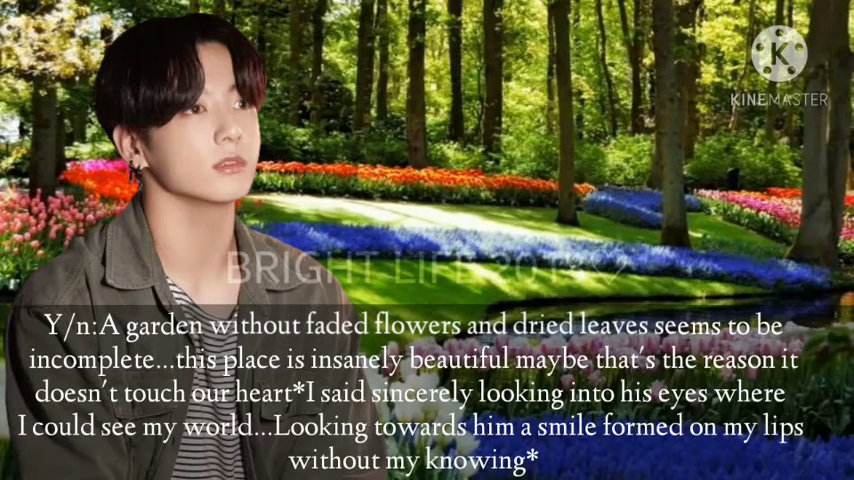 K
KINEMASTER
BRIGHT LIFE
Y/n:A garden without faded flowers and dried leaves seems to be
incomplete...this place is insanely beautiful maybe that's the reason it
doesn't touch our heart*I said sincerely looking into his eyes where
I could see my world...Looking towards him a smile formed on my lips
without my knowing*